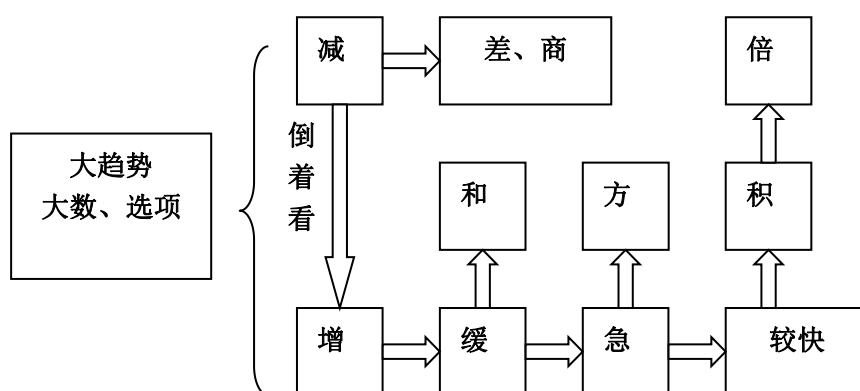 减
差、商
倍
倒
着
看
大趋势
大数、选项
和
方
积
增
缓
急
较快